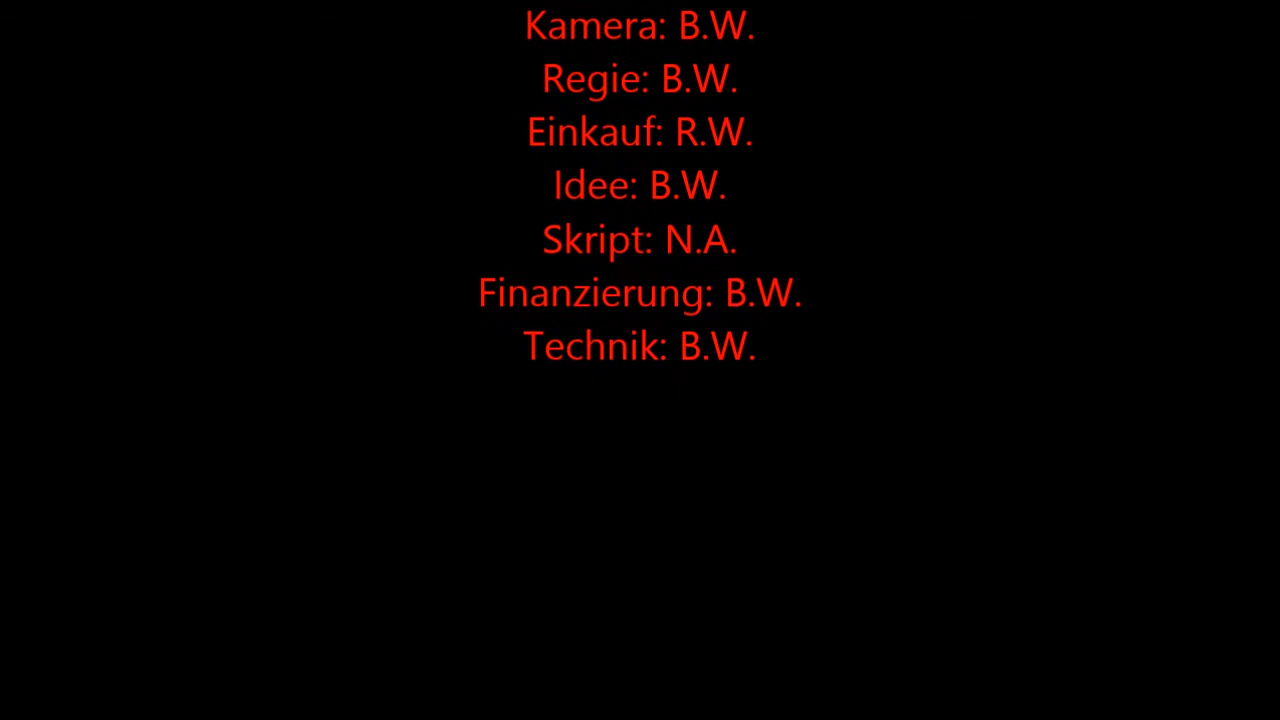 Kamera: B.W.
Regie: B.W.
Einkauf: R.W.
Idee: B.W.
Skript: N.A.
Finanzierung: B.W.
Technik: B.W.